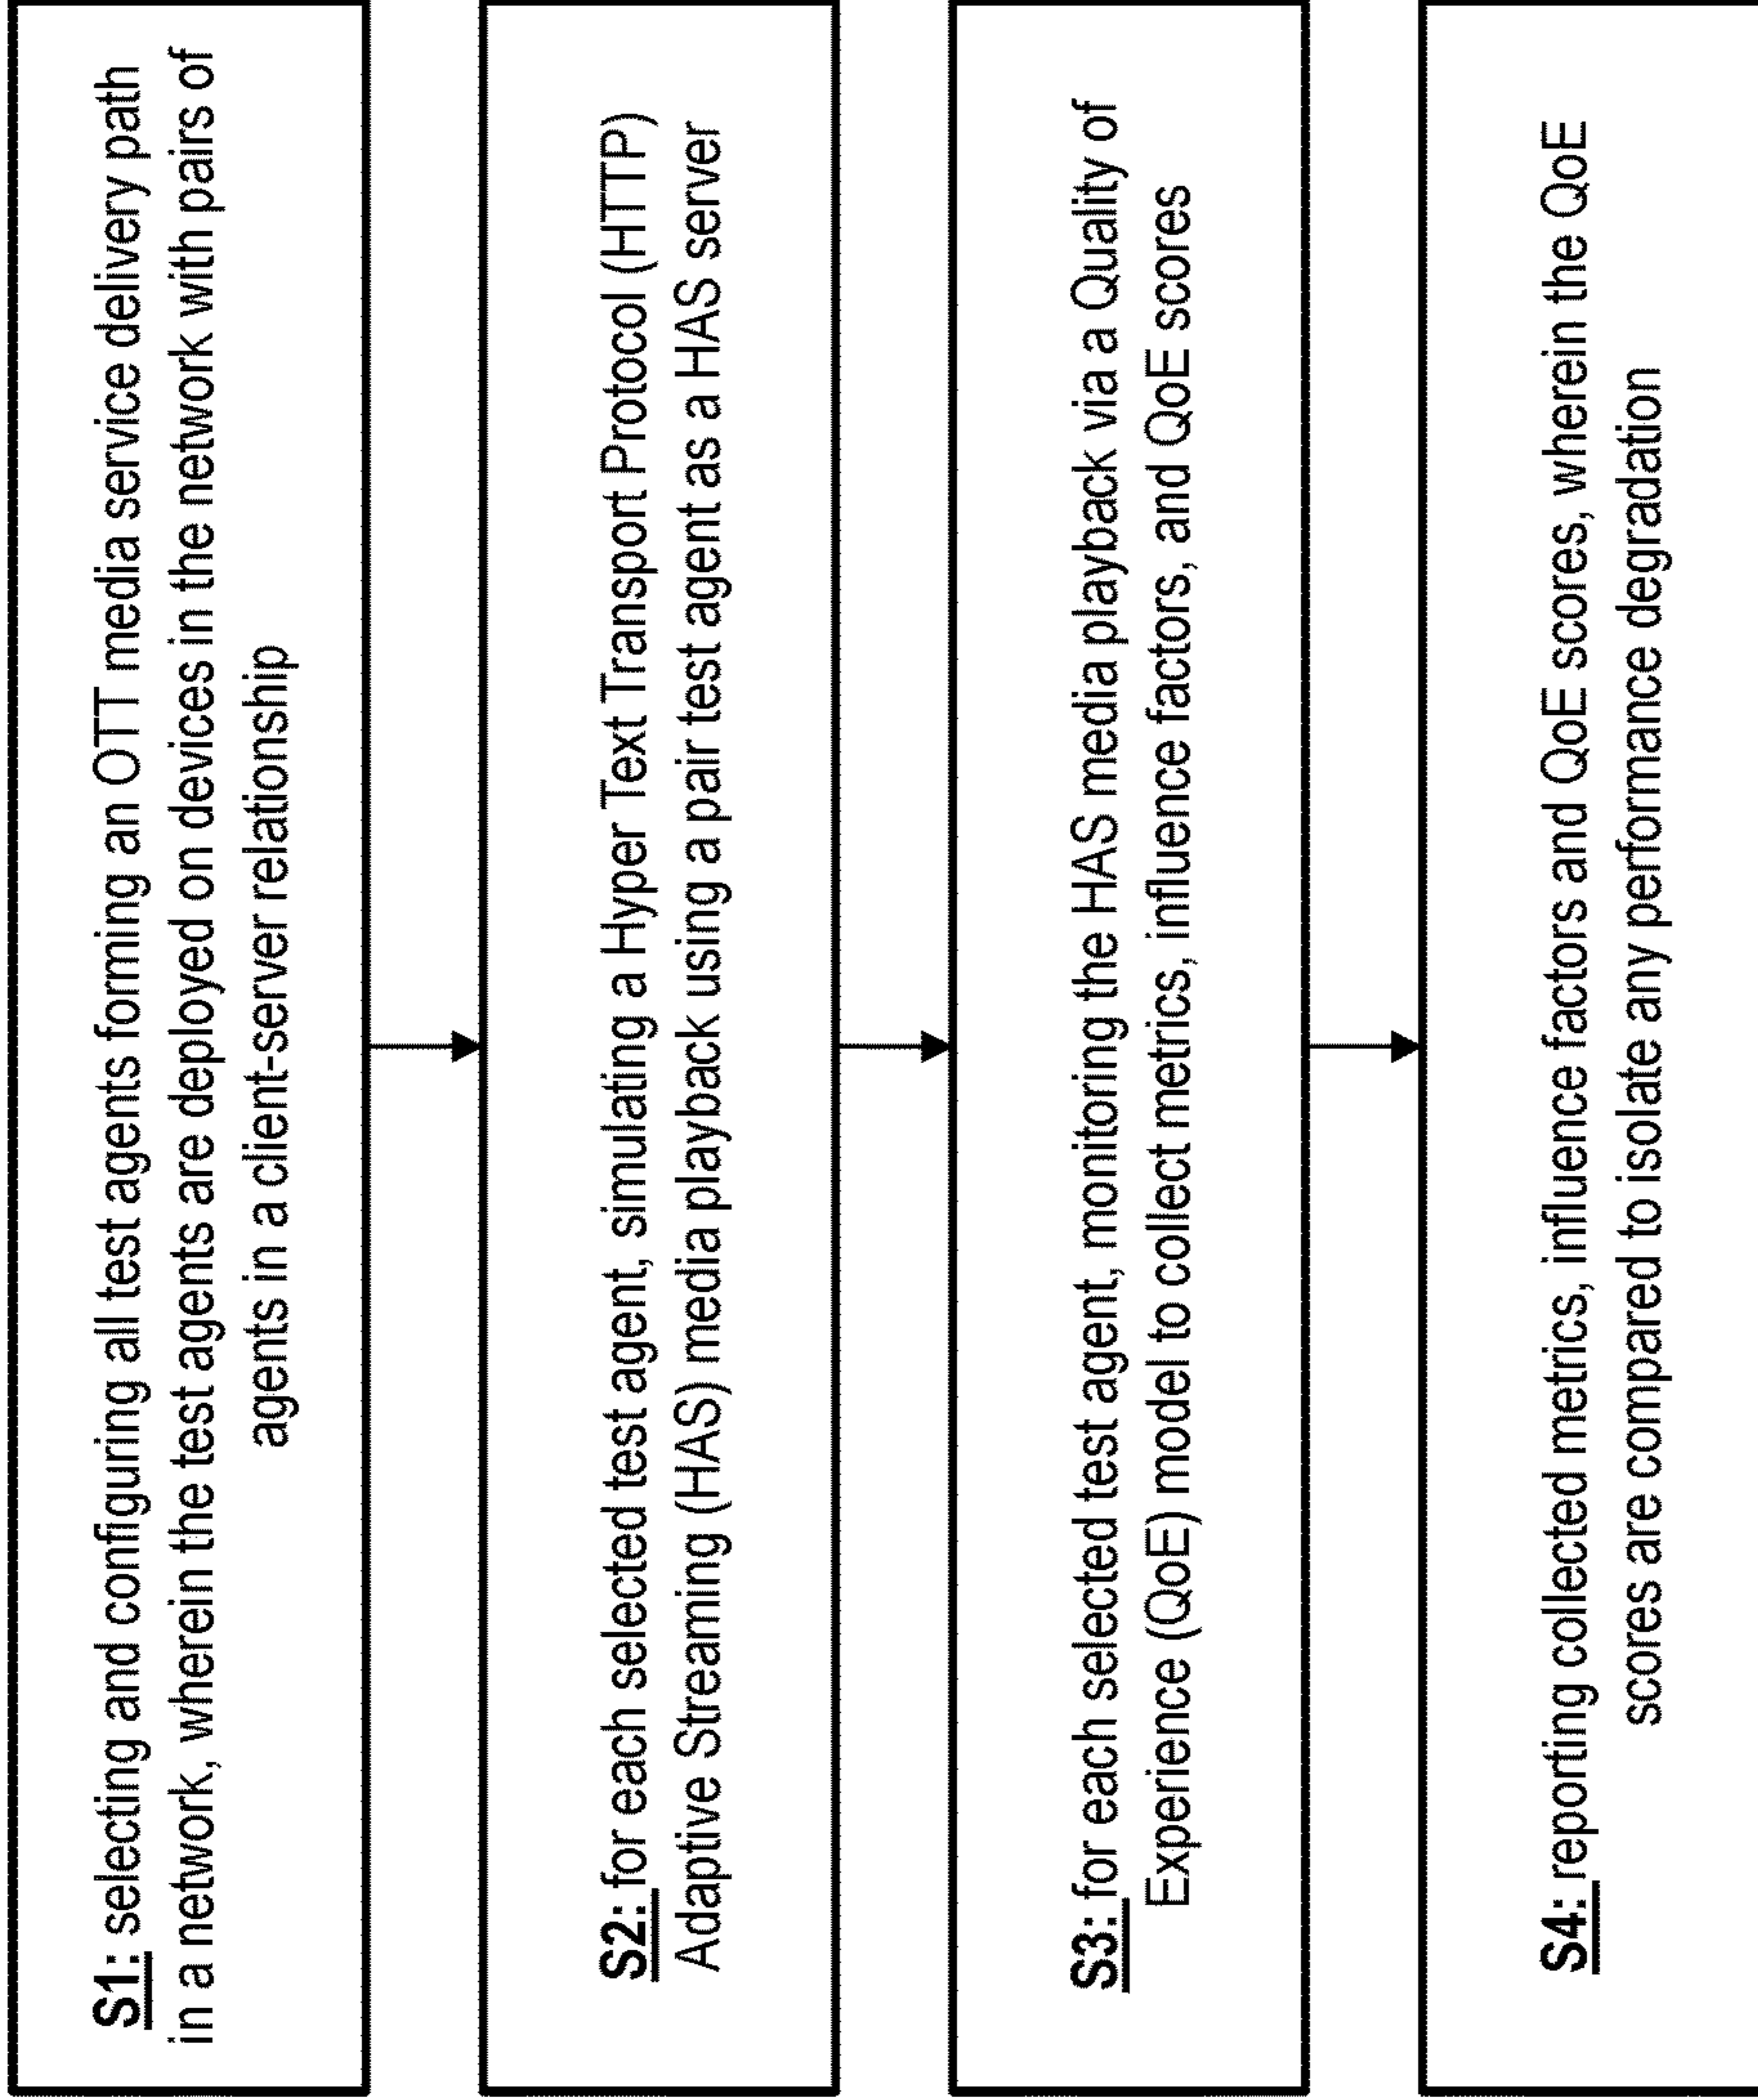 S1: selecting and configuring all test agents forming an OTT media service delivery path
in a network, wherein the test agents are deployed on devices in the network with pairs of
agents in a client-server relationship
S2: for each selected test agent, simulating a Hyper Text Transport Protocol (HTTP)
Adaptive Streaming (HAS) media playback using a pair test agent as a HAS server
S3: for each selected test agent, monitoring the HAS media playback via a Quality of
Experience (QoE) model to collect metrics, influence factors, and QoE scores
S4: reporting collected metrics, influence factors and QoE scores, wherein the QoE
scores are compared to isolate any performance degradation